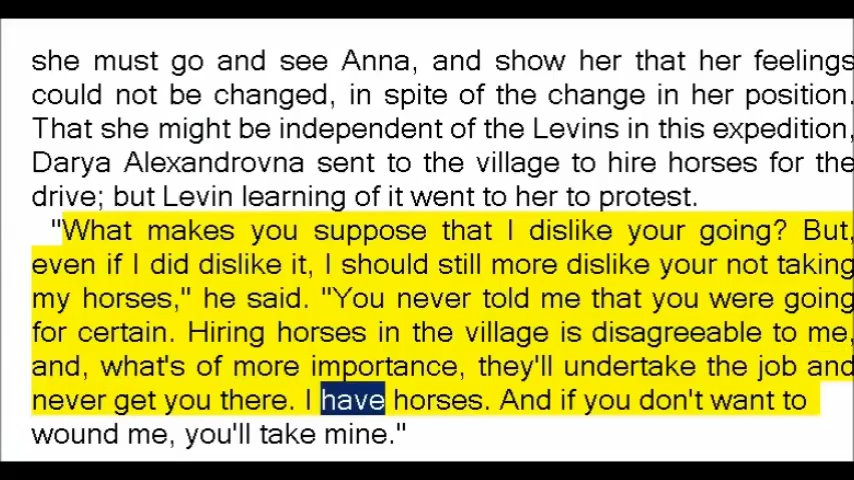 she must go and see Anna, and show her that her feelings
could not be changed, in spite of the change in her position.
That she might be independent of the Levins in this expedition,
Darya Alexandrovna sent to the village to hire horses for the
drive; but Levin learning of it went to her to protest.
"What makes you suppose that I dislike your going? But,
even if I did dislike it, I should still more dislike your not taking
my horses," he said. "You never told me that you were going
for certain. Hiring horses in the village is disagreeable to me,
and, what's of more importance, they'll undertake the job and
never get you there. I have horses. And if you don't want to
wound me, you'll take mine."